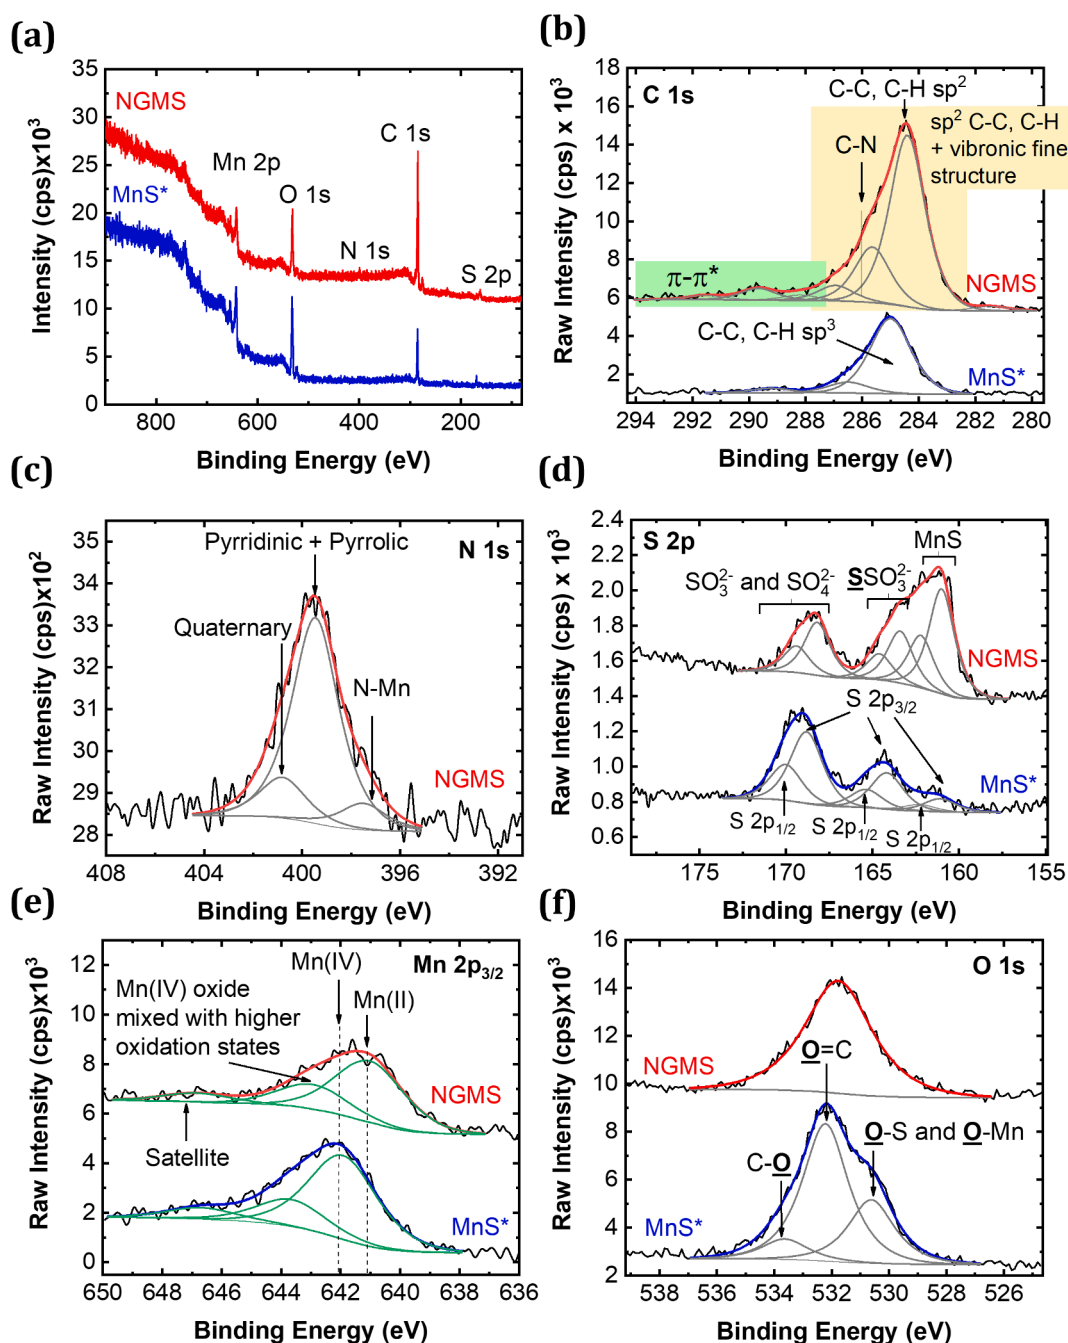 (a)
35
30
25
20
15
10
5
0
Intensity (cps)x10³
NGMS
MnS*
Mn 2p
O 1s
N 1s
C 1s
S 2p
800
600
400
200
Binding Energy (eV)
(b)
18
16
14
12
10
8
6
4
2
Raw Intensity (cps) x 10³
C 1s
C-C, C-H sp²
sp² C-C, C-H
+ vibronic fine
structure
C-N
π-π*
NGMS
C-C, C-H sp³
MnS*
294
292
290
288
286
284
282
280
Binding Energy (eV)
(c)
35
34
33
32
31
30
29
28
Raw Intensity (cps)x10²
N 1s
Pyrridinic + Pyrrolic
Quaternary
N-Mn
NGMS
408
404
400
396
392
Binding Energy (eV)
(d)
2.4
2.2
2.0
1.8
1.6
1.4
1.0
0.8
0.6
Raw Intensity (cps) x 10³
S 2p
MnS
SO₃²⁻ and SO₄²⁻
SSO₃²⁻
NGMS
S 2p₃/₂
MnS*
S 2p₁/₂
S 2p₁/₂
S 2p₁/₂
175
170
165
160
155
Binding Energy (eV)
(e)
12
10
8
6
4
2
0
Raw Intensity (cps)x10³
Mn(IV)
Mn 2p₃/₂
Mn(II)
Mn(IV) oxide
mixed with higher
oxidation states
NGMS
Satellite
MnS*
650
648
646
644
642
640
638
636
Binding Energy (eV)
(f)
16
14
12
10
8
6
4
2
Raw Intensity (cps)x10³
O 1s
NGMS
O=C
O-S and O-Mn
C-O
MnS*
538
536
534
532
530
528
526
Binding Energy (eV)